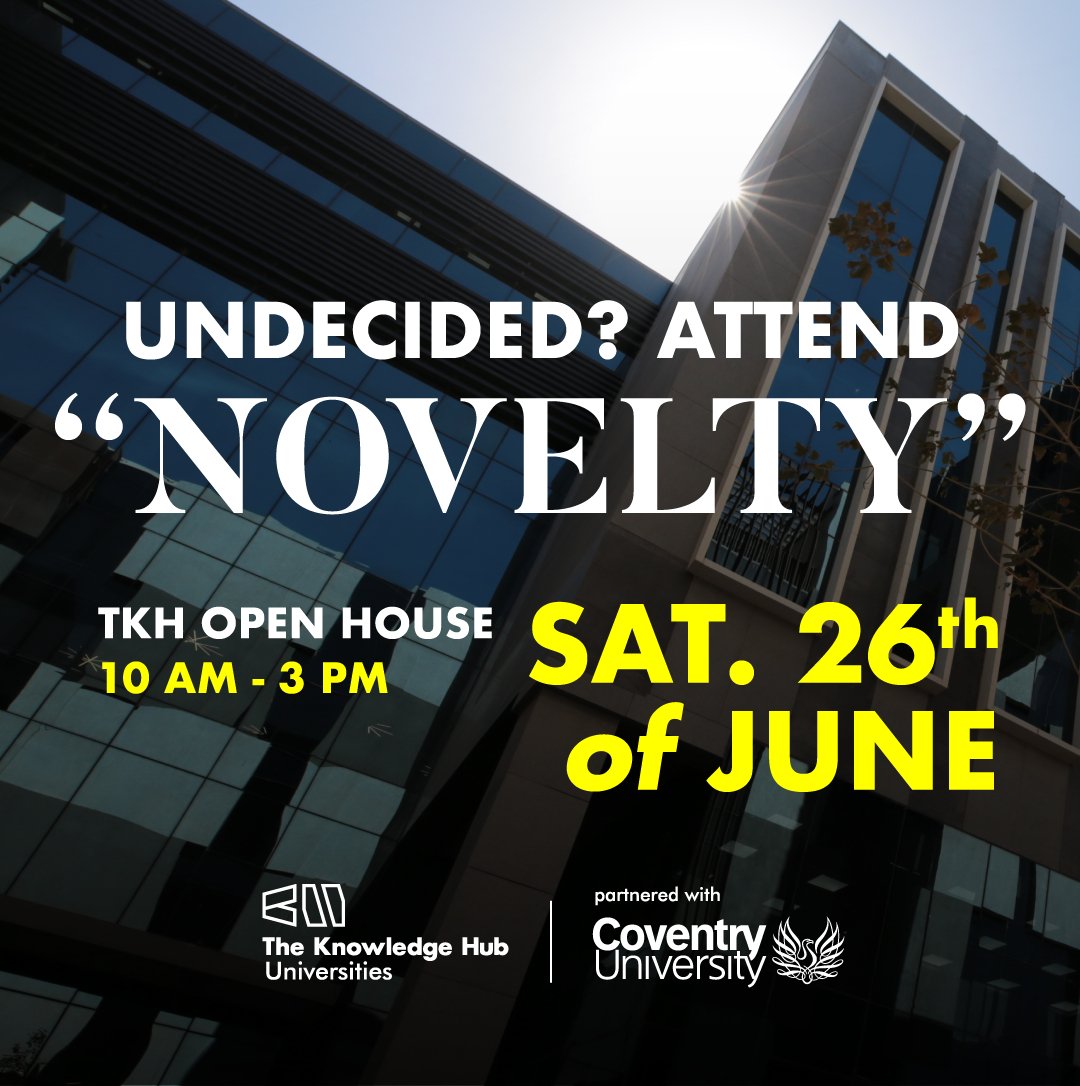 UNDECIDED? ATTEND
“NOVELTY”
TKH OPEN HOUSE
10 AM - 3 PM
SAT. 26th
of JUNE
The Knowledge Hub
Universities
partnered with
Coventry
University